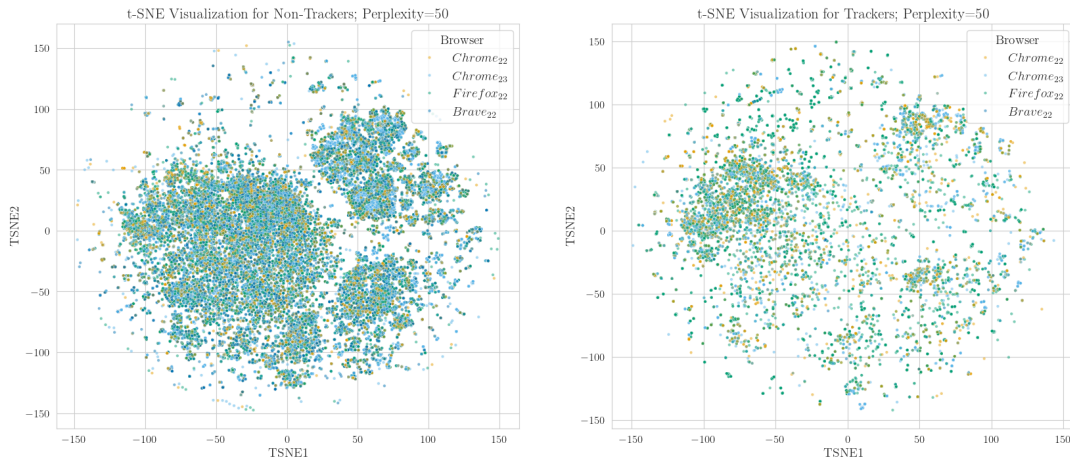 t-SNE Visualization for Non-Trackers; Perplexity=50
Browser
Chrome22
Chrome23
Firefox22
Brave22
150
100
50
0
−50
−100
−150
TSNE2
−150 −100 −50 0 50 100 150
TSNE1
t-SNE Visualization for Trackers; Perplexity=50
Browser
Chrome22
Chrome23
Firefox22
Brave22
150
100
50
0
−50
−100
−150
TSNE2
−150 −100 −50 0 50 100 150
TSNE1